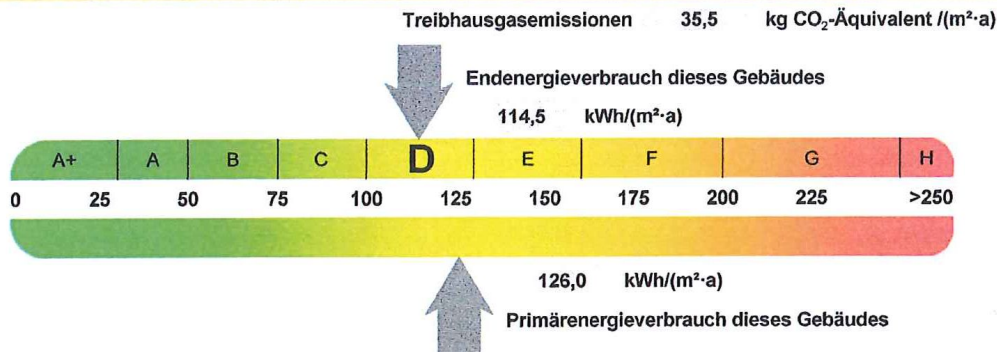 Treibhausgasemissionen 35,5 kg CO₂-Äquivalent /(m²·a)
Endenergieverbrauch dieses Gebäudes
114,5 kWh/(m²·a)
A+ A B C D E F G H
0 25 50 75 100 125 150 175 200 225 >250
126,0 kWh/(m²·a)
Primärenergieverbrauch dieses Gebäudes